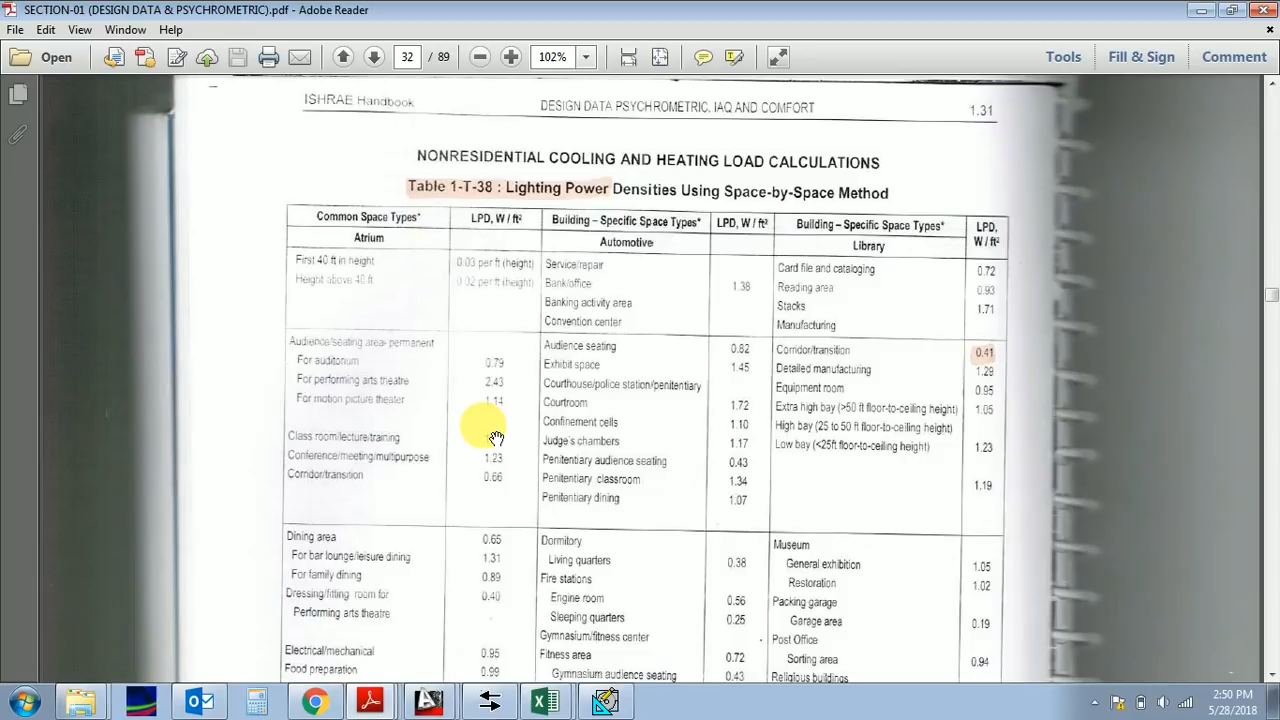 SECTION-01 (DESIGN DATA & PSYCHROMETRIC).pdf - Adobe Reader
File Edit View Window Help
Open 32 / 89 102% Tools Fill & Sign Comment
ISHRAE Handbook DESIGN DATA PSYCHROMETRIC, IAQ AND COMFORT 1.31
NONRESIDENTIAL COOLING AND HEATING LOAD CALCULATIONS
Table 1-T-38 : Lighting Power Densities Using Space-by-Space Method
Common Space Types* LPD, W / ft² Building – Specific Space Types* LPD, W / ft² Building – Specific Space Types* LPD, W / ft²
Atrium Automotive Library
First 40 ft in height 0.03 per ft (height) Service/repair Card file and cataloging 0.72
Height above 40 ft 0.02 per ft (height) Bank/office 1.38 Reading area 0.93
Banking activity area Stacks 1.71
Convention center Manufacturing
Audience/seating area- permanent Audience seating 0.82 Corridor/transition 0.41
For auditorium 0.79 Exhibit space 1.45 Detailed manufacturing 1.29
For performing arts theatre 2.43 Courthouse/police station/penitentiary Equipment room 0.95
For motion picture theater 1.14 Courtroom 1.72 Extra high bay (>50 ft floor-to-ceiling height) 1.05
Confinement cells 1.10 High bay (25 to 50 ft floor-to-ceiling height)
Class room/lecture/training Judge's chambers 1.17 Low bay (<25ft floor-to-ceiling height) 1.23
Conference/meeting/multipurpose 1.23 Penitentiary audience seating 0.43
Corridor/transition 0.66 Penitentiary classroom 1.34 1.19
Penitentiary dining 1.07
Dining area 0.65 Dormitory Museum
For bar lounge/leisure dining 1.31 Living quarters 0.38 General exhibition 1.05
For family dining 0.89 Fire stations Restoration 1.02
Dressing/fitting room for 0.40 Engine room 0.56 Packing garage
Performing arts theatre Sleeping quarters 0.25 Garage area 0.19
Gymnasium/fitness center Post Office
Electrical/mechanical 0.95 Fitness area 0.72 Sorting area 0.94
Food preparation 0.99 Gymnasium audience seating 0.43 Religious buildings
2:50 PM
5/28/2018